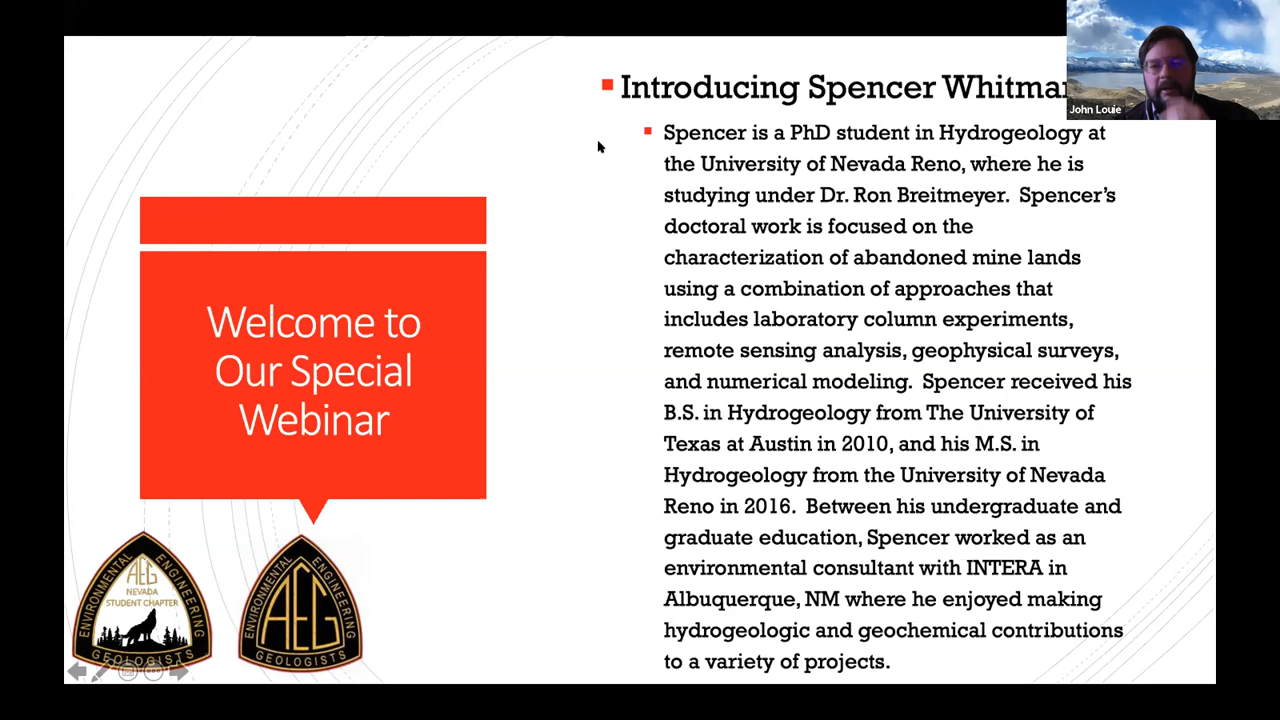 Introducing Spencer Whitma
John Louie
Spencer is a PhD student in Hydrogeology at
the University of Nevada Reno, where he is
studying under Dr. Ron Breitmeyer. Spencer’s
doctoral work is focused on the
characterization of abandoned mine lands
using a combination of approaches that
includes laboratory column experiments,
remote sensing analysis, geophysical surveys,
and numerical modeling. Spencer received his
B.S. in Hydrogeology from The University of
Texas at Austin in 2010, and his M.S. in
Hydrogeology from the University of Nevada
Reno in 2016. Between his undergraduate and
graduate education, Spencer worked as an
environmental consultant with INTERA in
Albuquerque, NM where he enjoyed making
hydrogeologic and geochemical contributions
to a variety of projects.
Welcome to
Our Special
Webinar
ENVIRONMENTAL ENGINEERING
AEG
NEVADA
STUDENT CHAPTER
GEOLOGISTS
ENVIRONMENTAL ENGINEERING
AEG
GEOLOGISTS